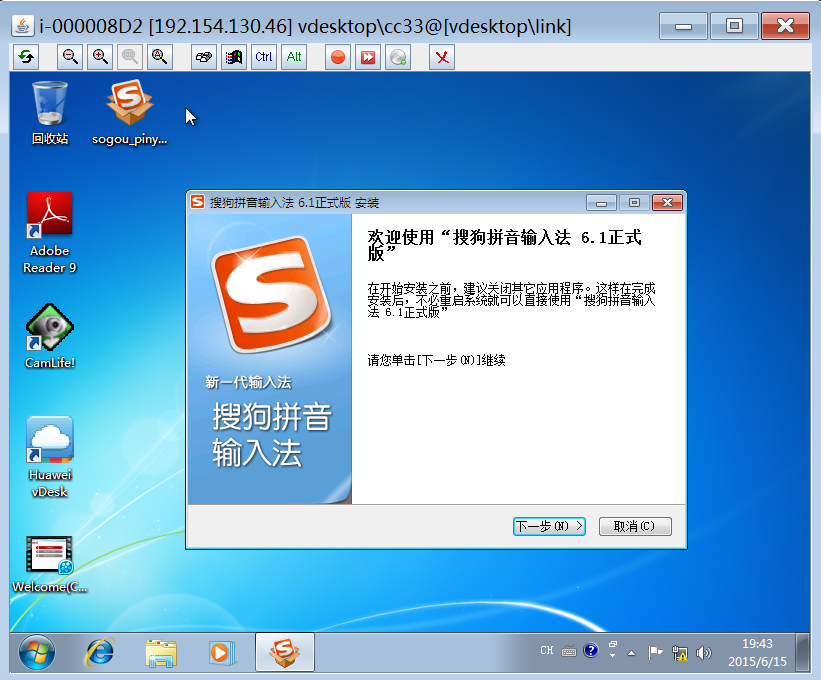 i-000008D2 [192.154.130.46] vdesktop\cc33@[vdesktop\link]
Ctrl
Alt
回收站
sogou_piny...
Adobe
Reader 9
CamLife!
Huawei
vDesk
Welcome(C...
搜狗拼音输入法 6.1正式版 安装
新一代输入法
搜狗拼音
输入法
欢迎使用“搜狗拼音输入法 6.1正式
版”
在开始安装之前，建议关闭其它应用程序。这样在完成
安装后，不必重启系统就可以直接使用“搜狗拼音输入
法 6.1正式版”
请您单击[下一步(N)]继续
下一步(N) >
取消(C)
CH
19:43
2015/6/15